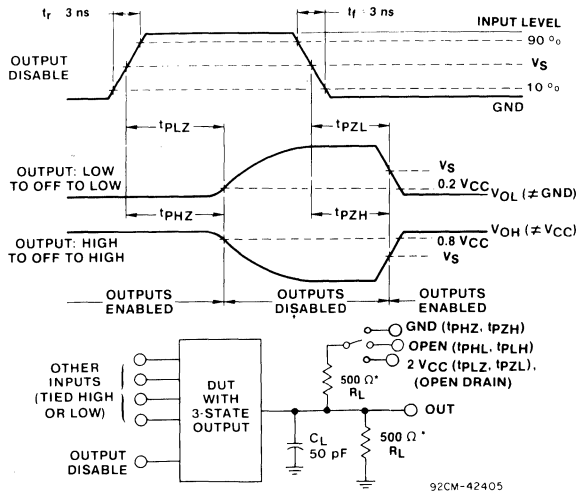 tr 3 ns
tf 3 ns
INPUT LEVEL
90 %
VS
10 %
GND
OUTPUT
DISABLE
tPLZ
tPZL
OUTPUT: LOW
TO OFF TO LOW
VS
0.2 VCC
VOL (≠GND)
tPHZ
tPZH
OUTPUT: HIGH
TO OFF TO HIGH
VOH (≠VCC)
0.8 VCC
VS
OUTPUTS
ENABLED
OUTPUTS
DISABLED
OUTPUTS
ENABLED
GND (tPHZ, tPZH)
OPEN (tPHL, tPLH)
2 VCC (tPLZ, tPZL),
(OPEN DRAIN)
OTHER
INPUTS
(TIED HIGH
OR LOW)
DUT
WITH
3-STATE
OUTPUT
500 Ω*
RL
OUT
CL
50 pF
500 Ω*
RL
OUTPUT
DISABLE
92CM-42405